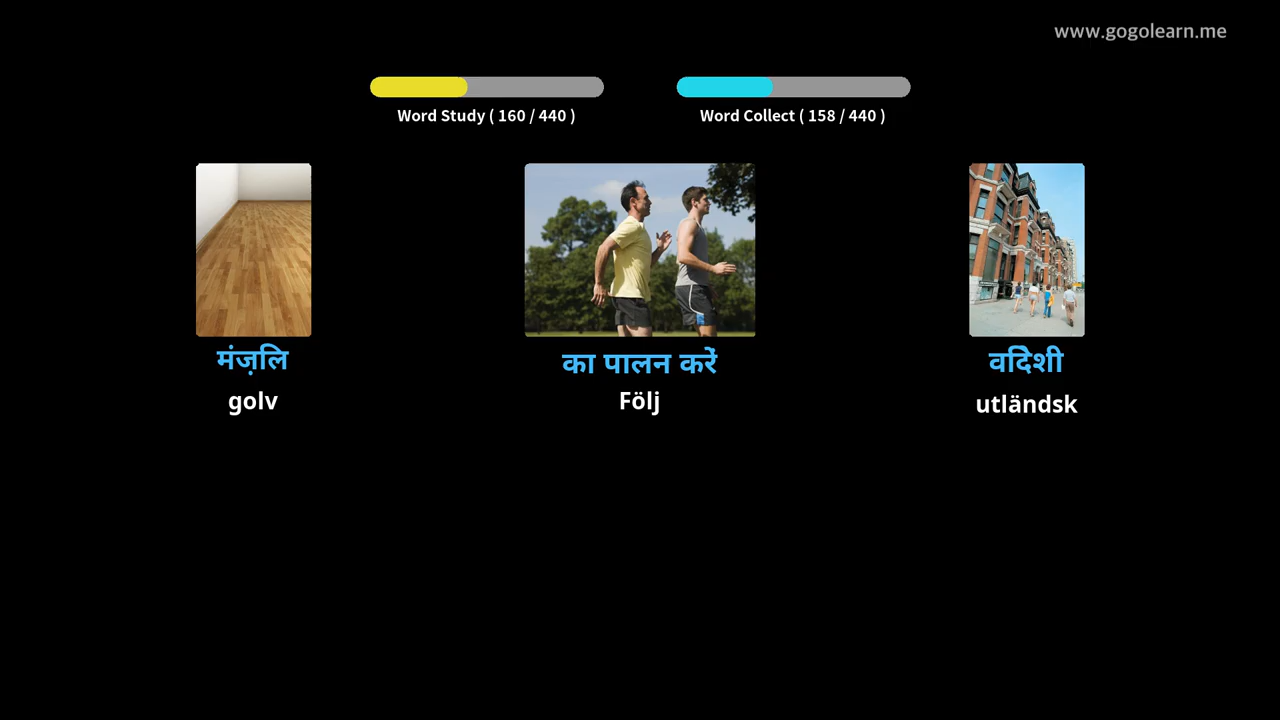 www.gogolearn.me
Word Study ( 160 / 440 )
Word Collect ( 158 / 440 )
मंज़लि
golv
का पालन करें
Följ
वदिेशी
utländsk